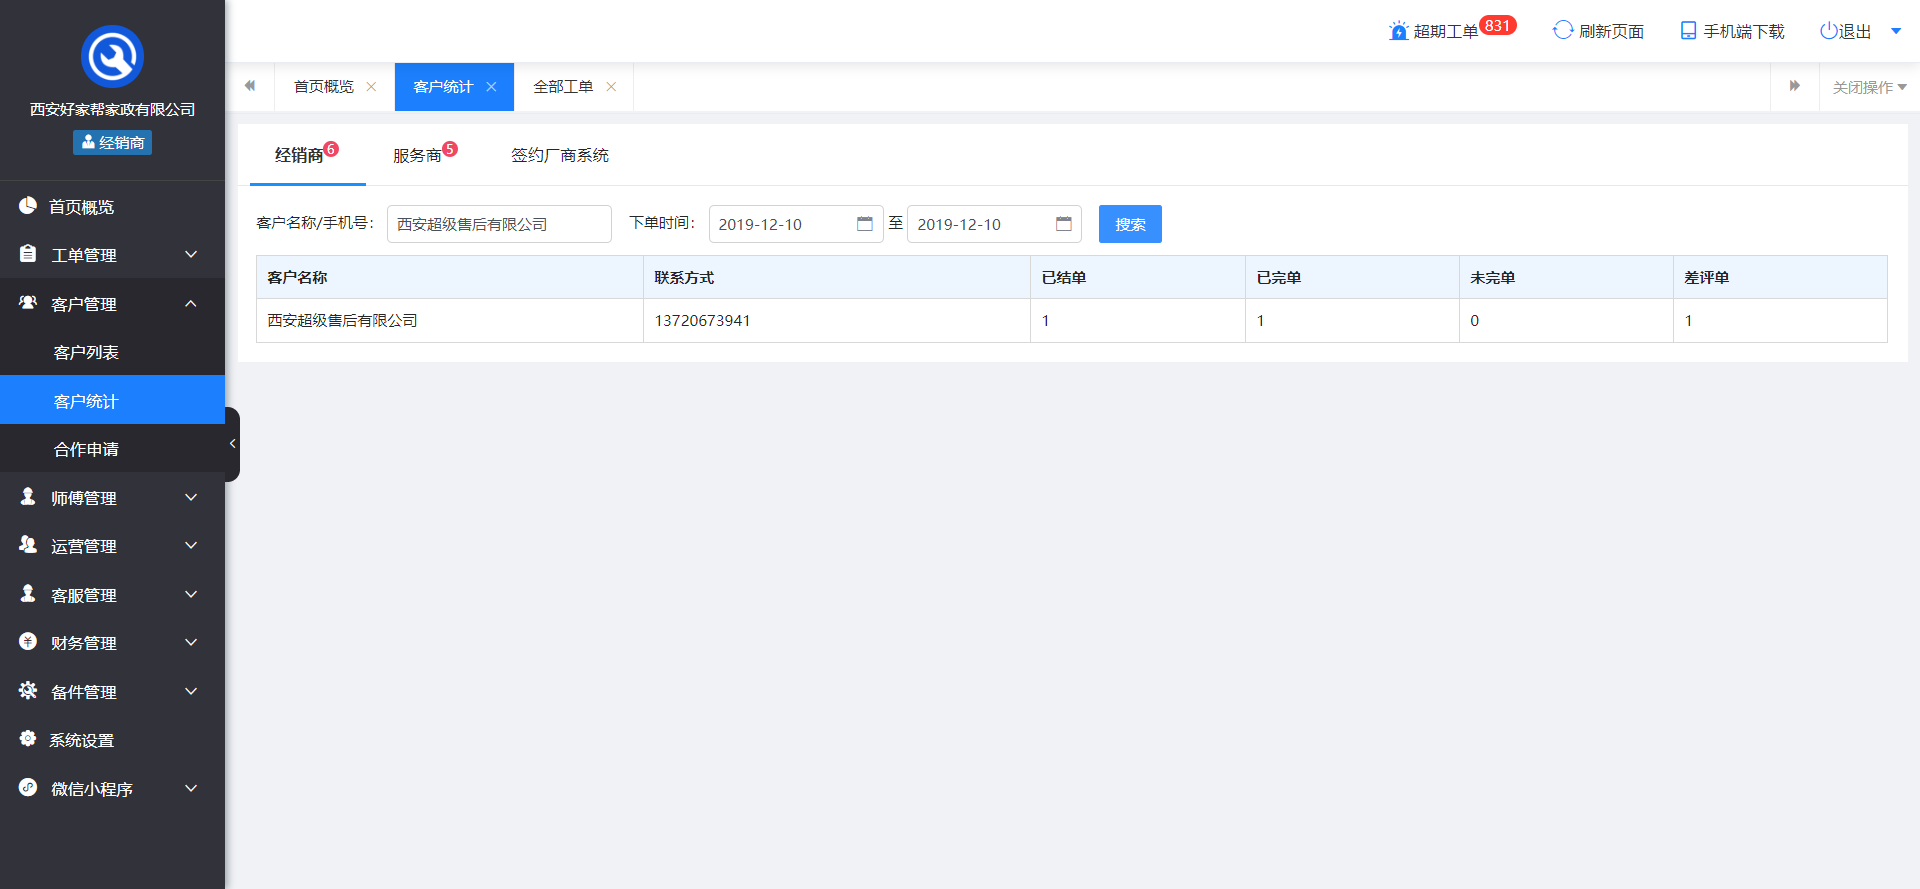 超期工单 831 刷新页面 手机端下载 退出
西安好家帮家政有限公司
经销商
首页概览
工单管理
客户管理
客户列表
客户统计
合作申请
师傅管理
运营管理
客服管理
财务管理
备件管理
系统设置
微信小程序
首页概览 客户统计 全部工单 关闭操作
经销商 6 服务商 5 签约厂商系统
客户名称/手机号： 西安超级售后有限公司 下单时间： 2019-12-10 至 2019-12-10 搜索
客户名称 联系方式 已结单 已完单 未完单 差评单
西安超级售后有限公司 13720673941 1 1 0 1